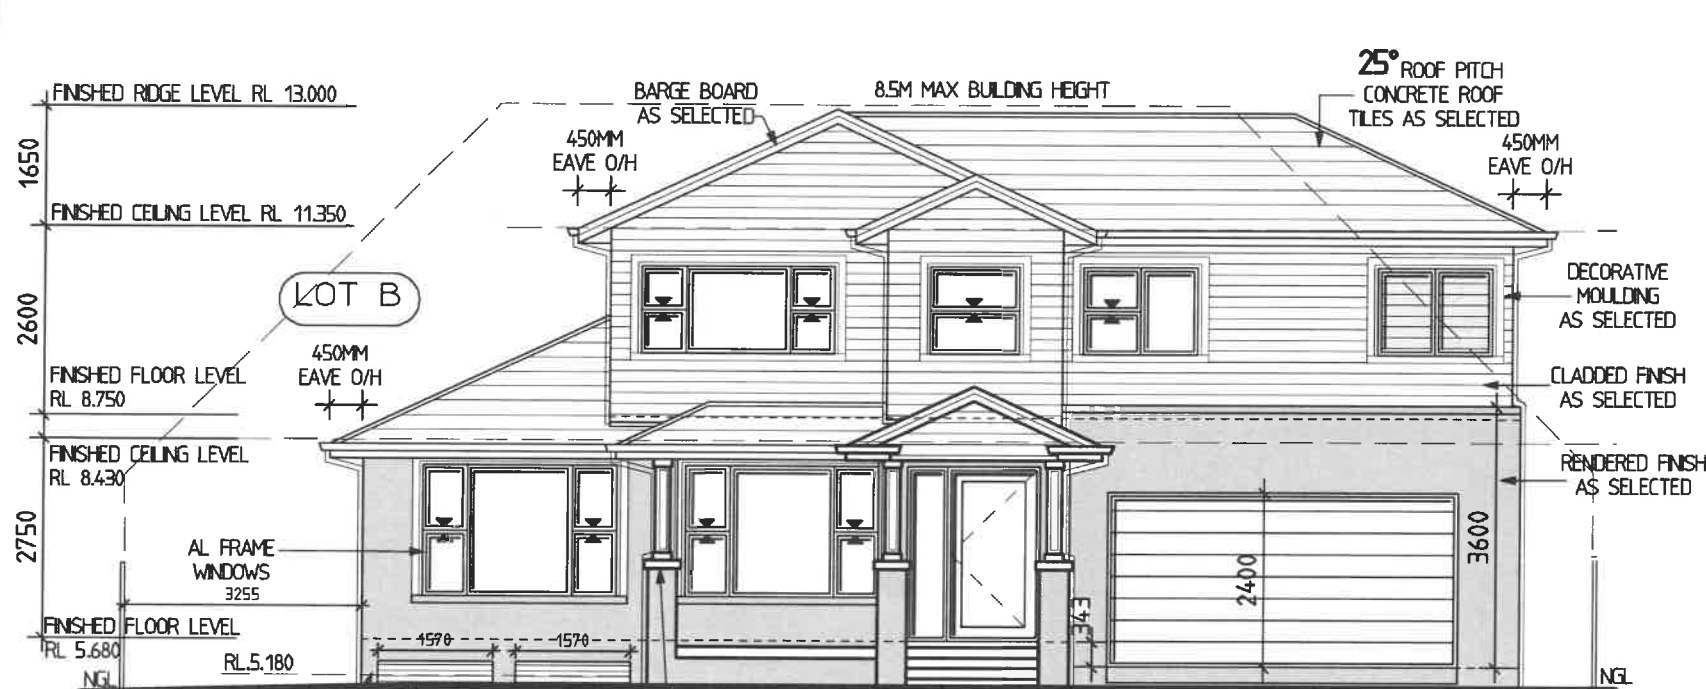 FINISHED RIDGE LEVEL RL 13.000
1650
FINISHED CEILING LEVEL RL 11.350
2600
FINISHED FLOOR LEVEL
RL 8.750
FINISHED CEILING LEVEL
RL 8.430
2750
FINISHED FLOOR LEVEL
RL 5.680
NGL
RL.5.180
LOT B
450MM
EAVE O/H
450MM
EAVE O/H
BARGE BOARD
AS SELECTED
8.5M MAX BUILDING HEIGHT
25° ROOF PITCH
CONCRETE ROOF
TILES AS SELECTED
450MM
EAVE O/H
DECORATIVE
MOULDING
AS SELECTED
CLADDED FINISH
AS SELECTED
RENDERED FINISH
AS SELECTED
AL FRAME
WINDOWS
3255
1570
1570
343
2400
3600
NGL